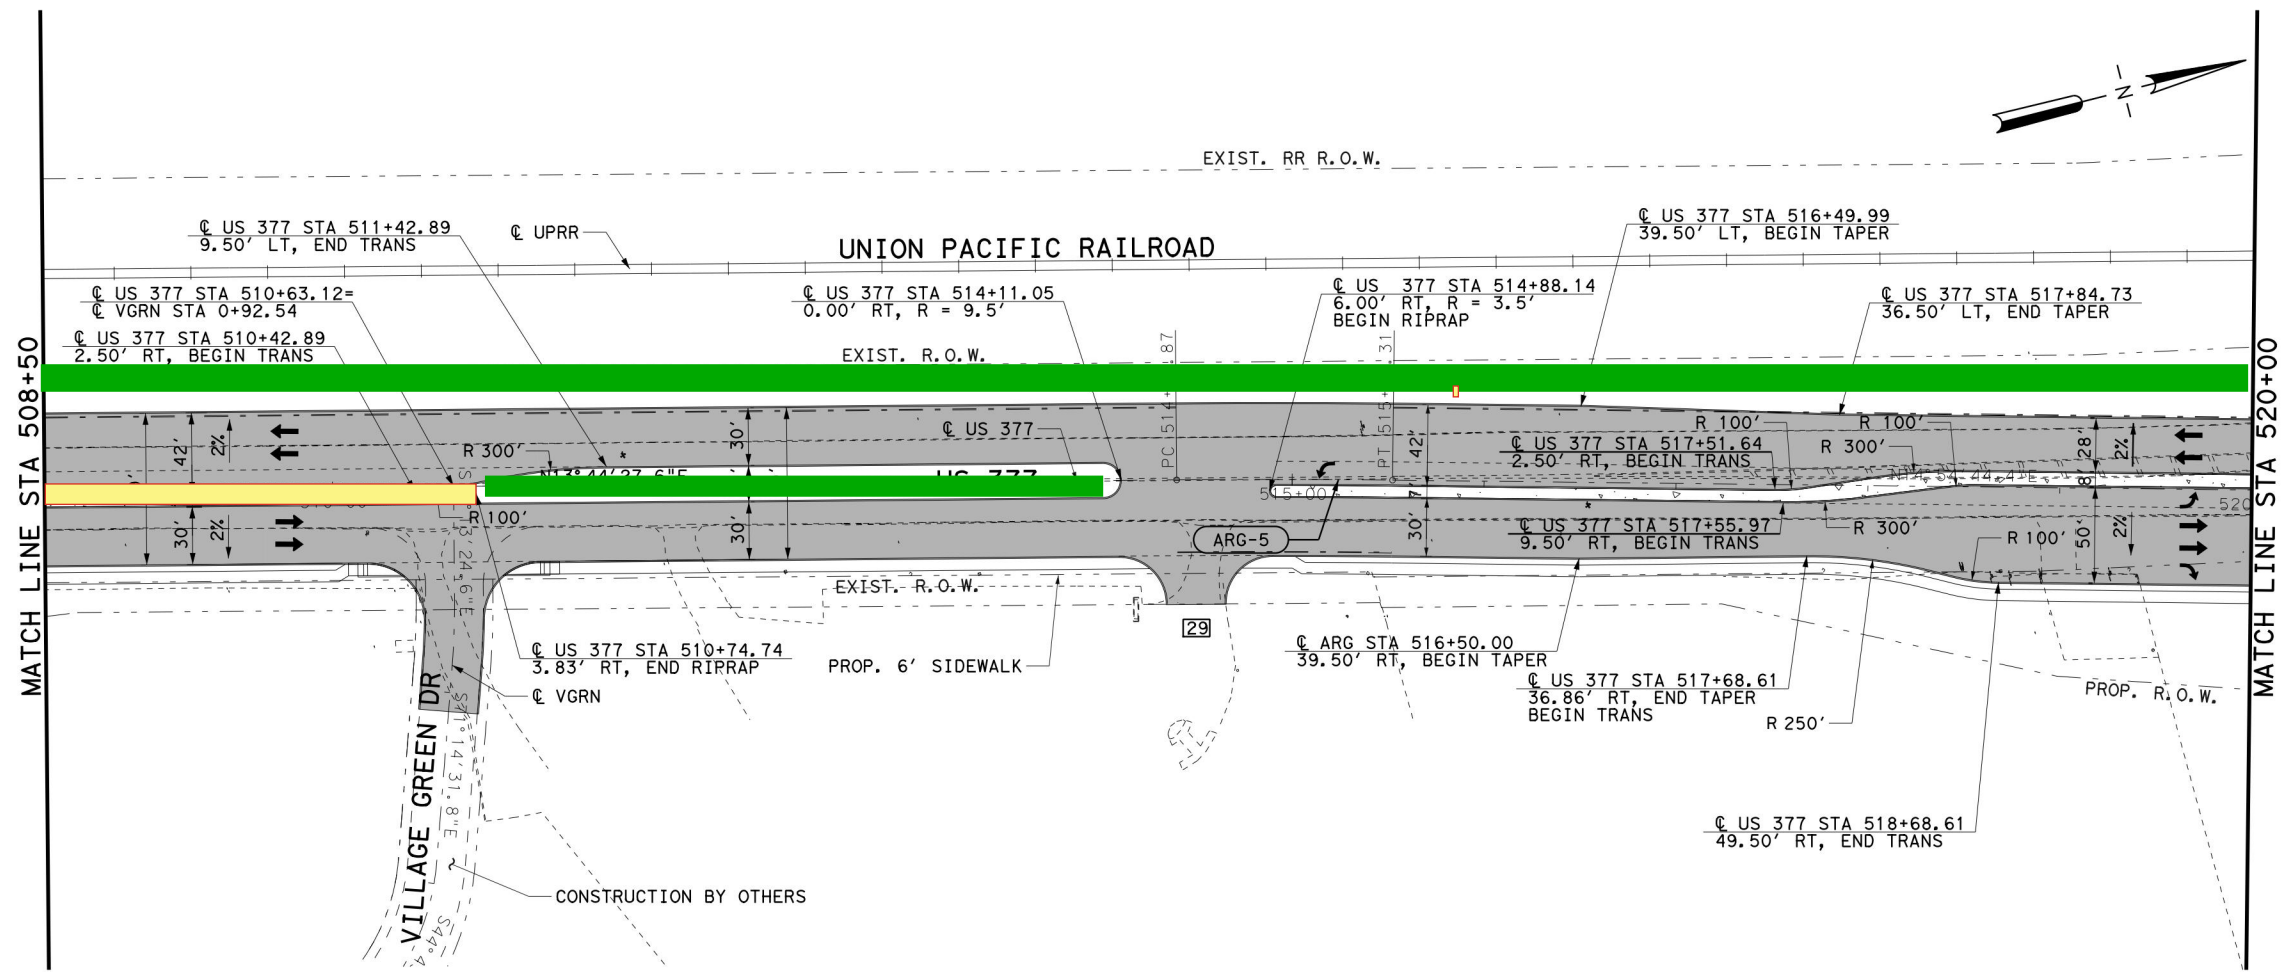 EXIST. RR R.O.W.
℄ US 377 STA 511+42.89
9.50' LT, END TRANS
℄ UPRR
UNION PACIFIC RAILROAD
℄ US 377 STA 516+49.99
39.50' LT, BEGIN TAPER
℄ US 377 STA 510+63.12=
℄ VGRN STA 0+92.54
℄ US 377 STA 514+11.05
0.00' RT, R = 9.5'
℄ US 377 STA 514+88.14
6.00' RT, R = 3.5'
BEGIN RIPRAP
℄ US 377 STA 517+84.73
36.50' LT, END TAPER
℄ US 377 STA 510+42.89
2.50' RT, BEGIN TRANS
EXIST. R.O.W.
MATCH LINE STA 508+50
MATCH LINE STA 520+00
-N-
42'
2%
R 300'
30'
℄ US 377
42'
R 100'
R 100'
℄ US 377 STA 517+51.64
2.50' RT, BEGIN TRANS
R 300'
28'
2%
8'
515+00
7'
30'
2%
R 100'
30'
ARG-5
30'
℄ US 377 STA 517+55.97
9.50' RT, BEGIN TRANS
R 300'
R 100'
50'
2%
520
EXIST. R.O.W.
29
℄ US 377 STA 510+74.74
3.83' RT, END RIPRAP
PROP. 6' SIDEWALK
℄ ARG STA 516+50.00
39.50' RT, BEGIN TAPER
℄ US 377 STA 517+68.61
36.86' RT, END TAPER
BEGIN TRANS
R 250'
PROP. R.O.W.
℄ VGRN
VILLAGE GREEN DR
℄ US 377 STA 518+68.61
49.50' RT, END TRANS
CONSTRUCTION BY OTHERS